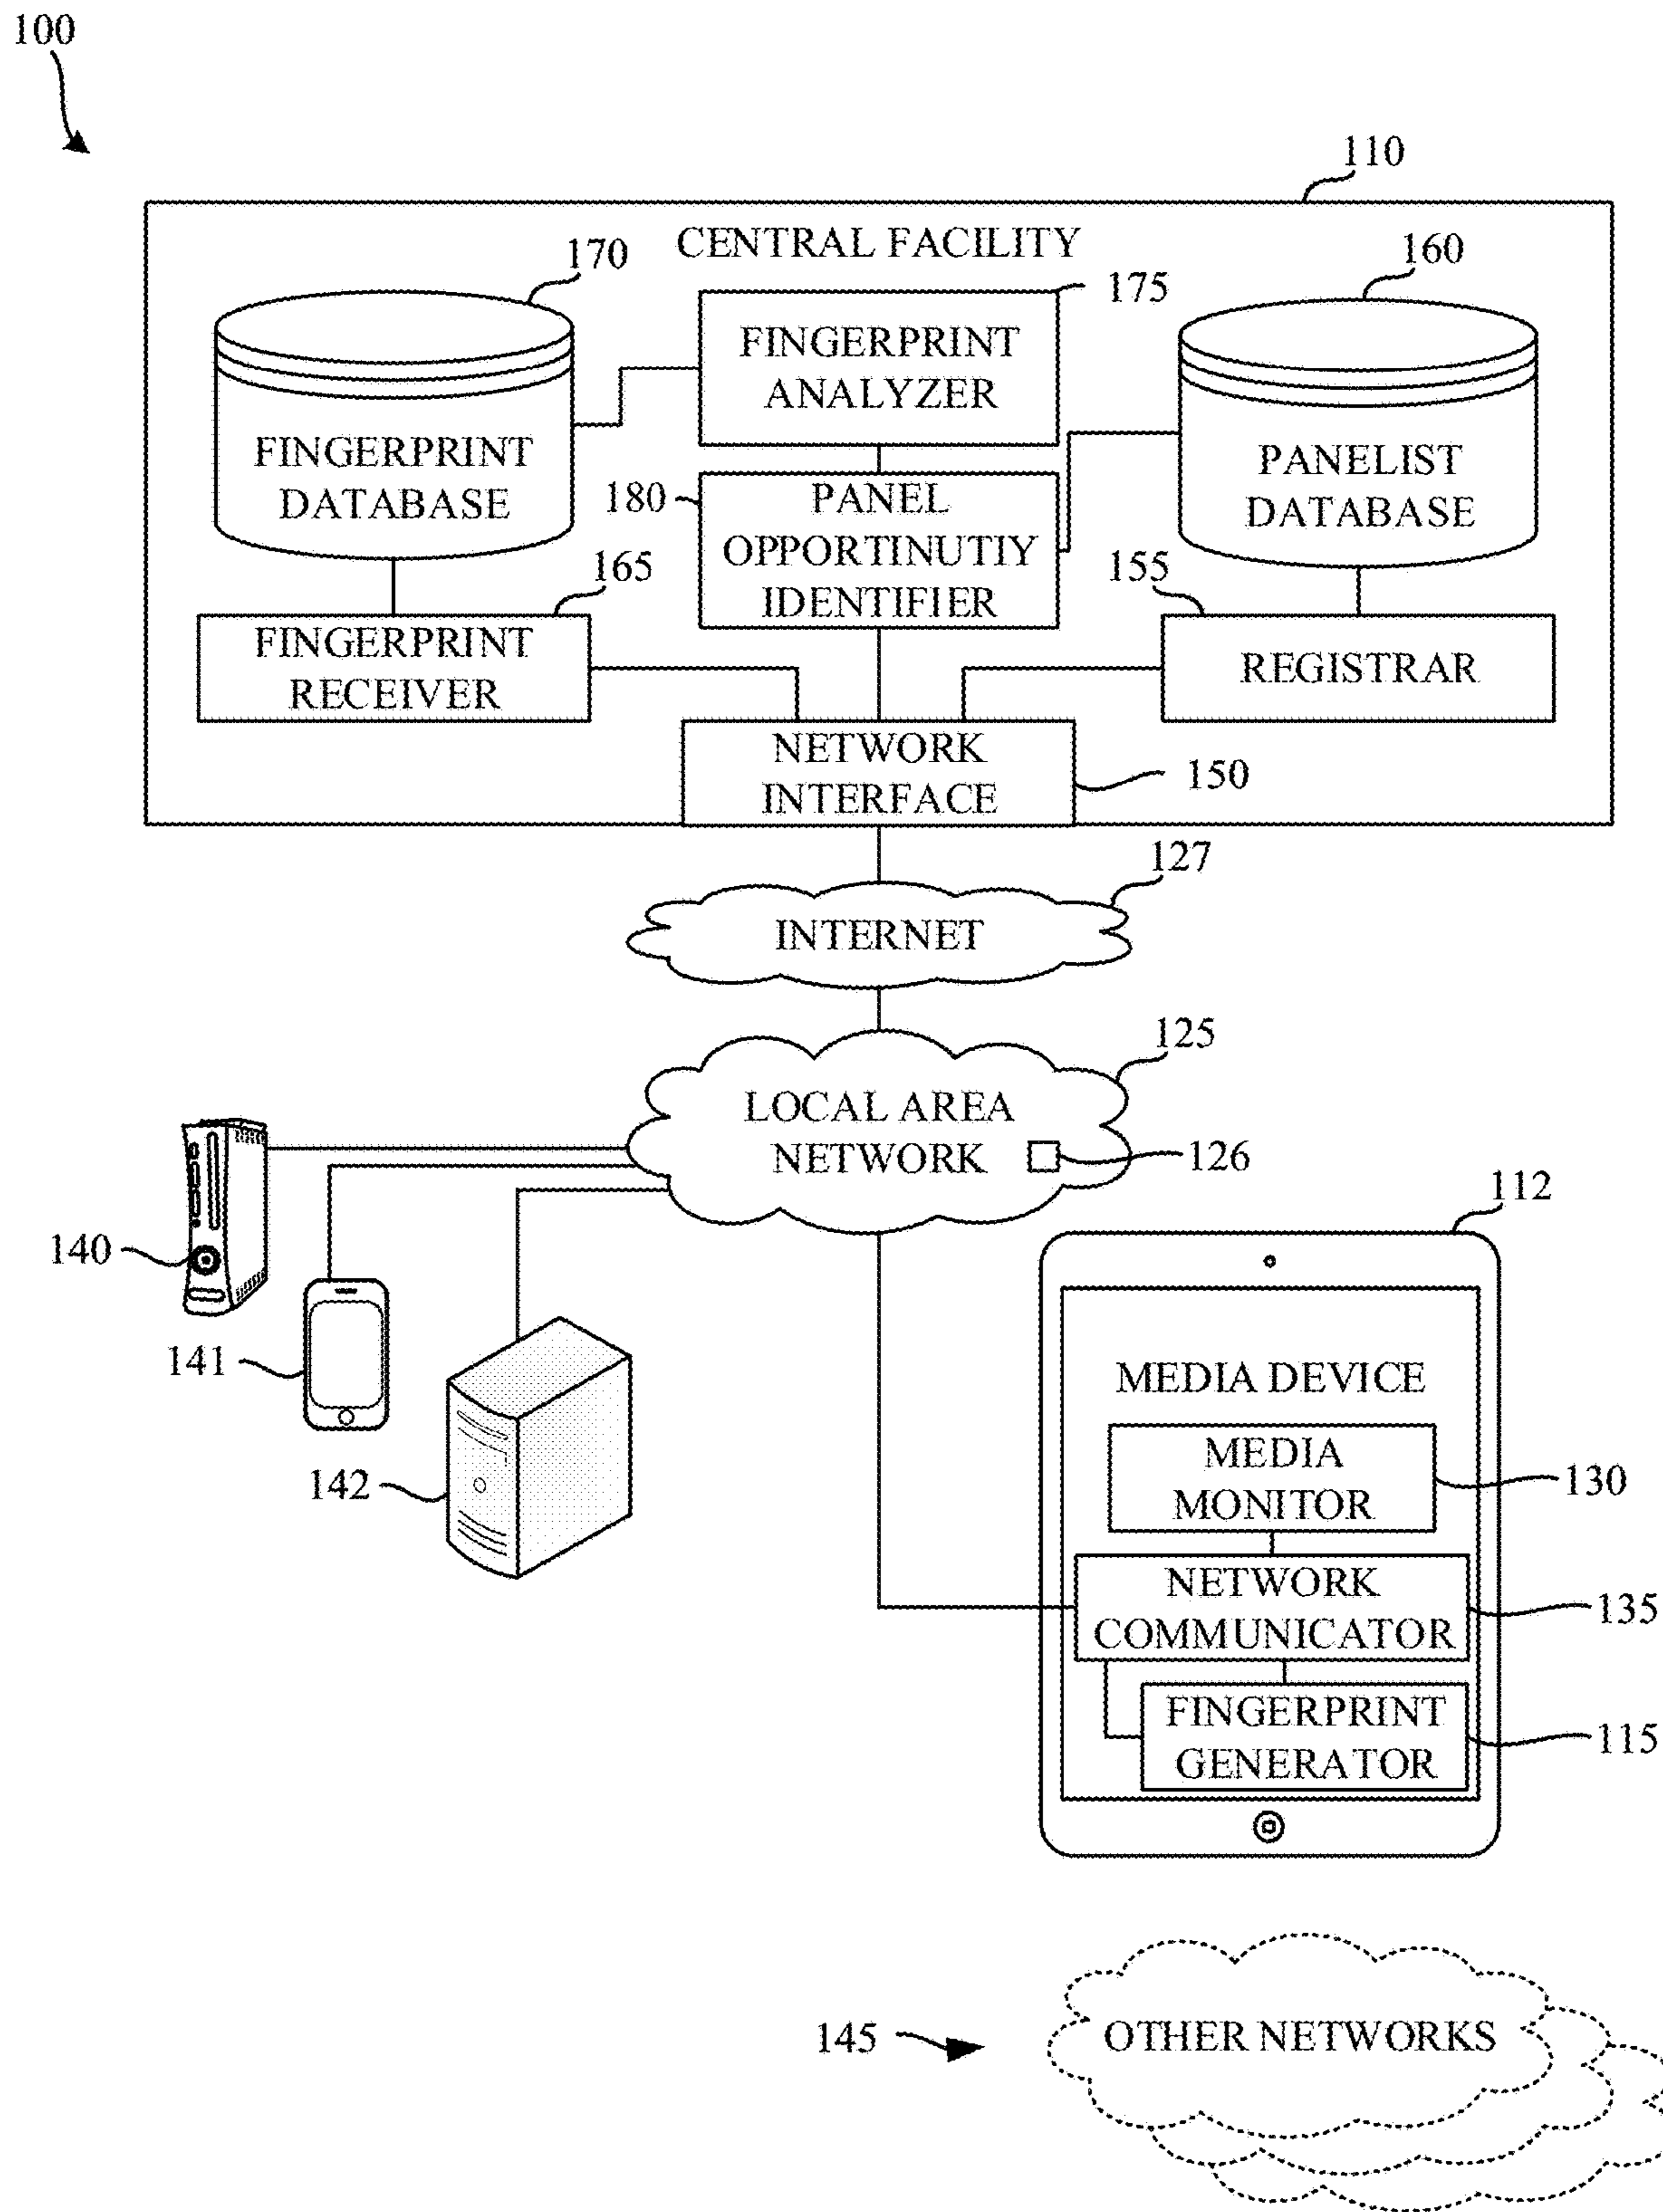 100
110
CENTRAL FACILITY
170
175
160
FINGERPRINT
ANALYZER
FINGERPRINT
DATABASE
PANELIST
DATABASE
180
PANEL
OPPORTINUTIY
IDENTIFIER
165
155
FINGERPRINT
RECEIVER
REGISTRAR
NETWORK
INTERFACE
150
127
INTERNET
125
LOCAL AREA
NETWORK
126
112
140
141
142
MEDIA DEVICE
MEDIA
MONITOR
130
NETWORK
COMMUNICATOR
135
FINGERPRINT
GENERATOR
115
145
OTHER NETWORKS